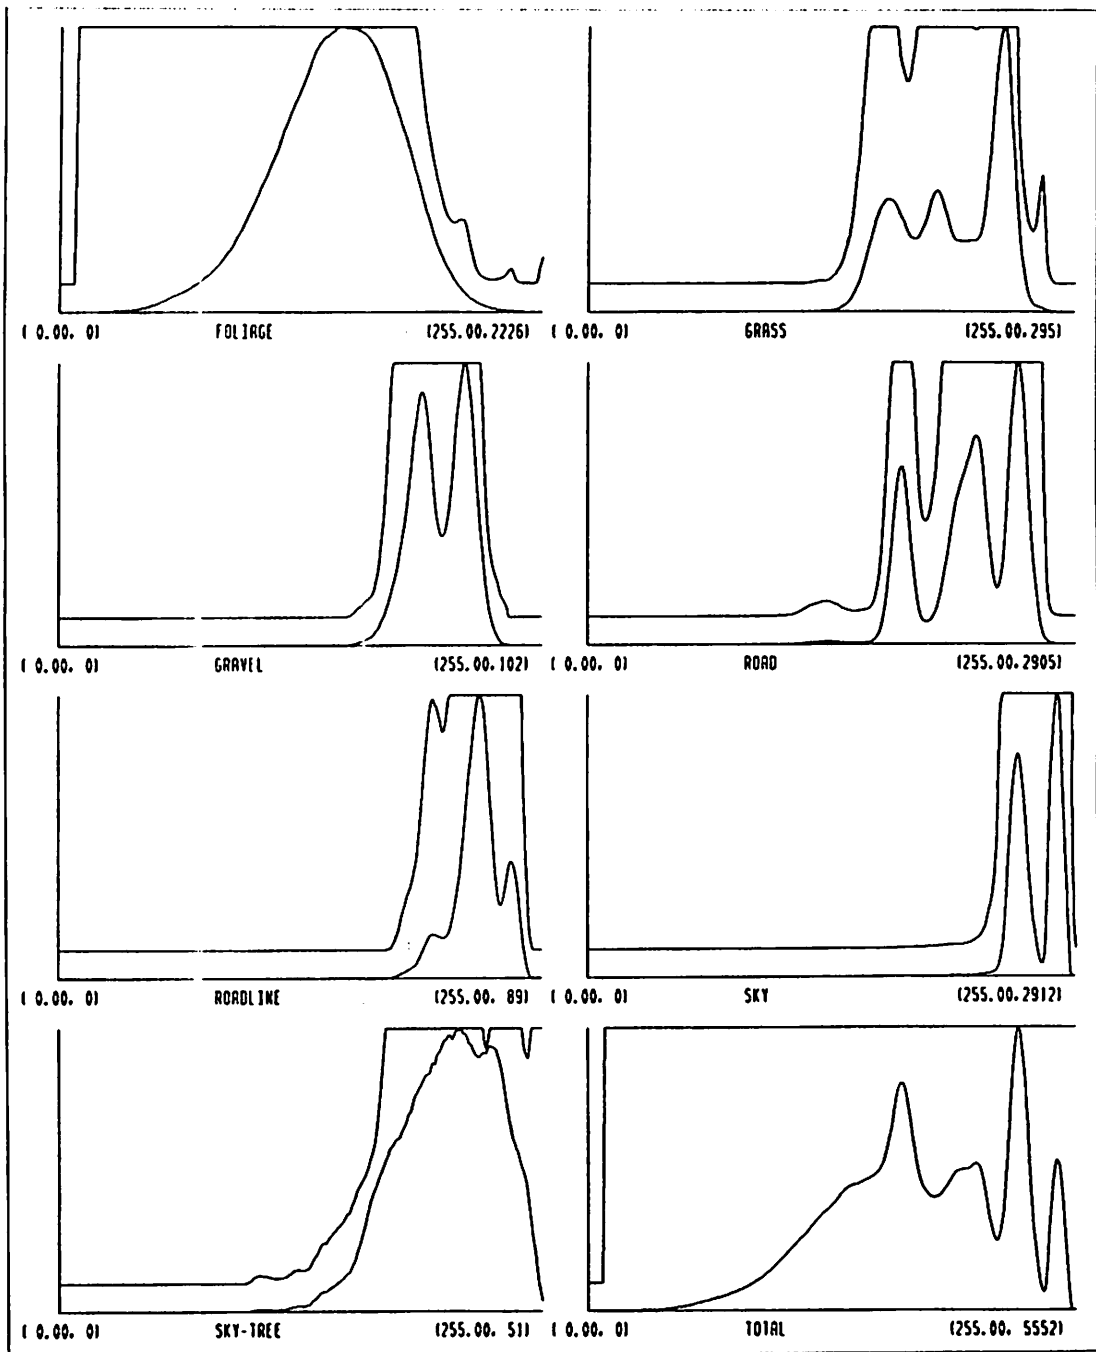 ( 0.00. 0) FOLIAGE (255.00.2226) ( 0.00. 0) GRASS (255.00.295)
( 0.00. 0) GRAVEL (255.00.102) ( 0.00. 0) ROAD (255.00.2905)
( 0.00. 0) ROADLINE (255.00. 89) ( 0.00. 0) SKY (255.00.2912)
( 0.00. 0) SKY-TREE (255.00. 51) ( 0.00. 0) TOTAL (255.00. 5552)